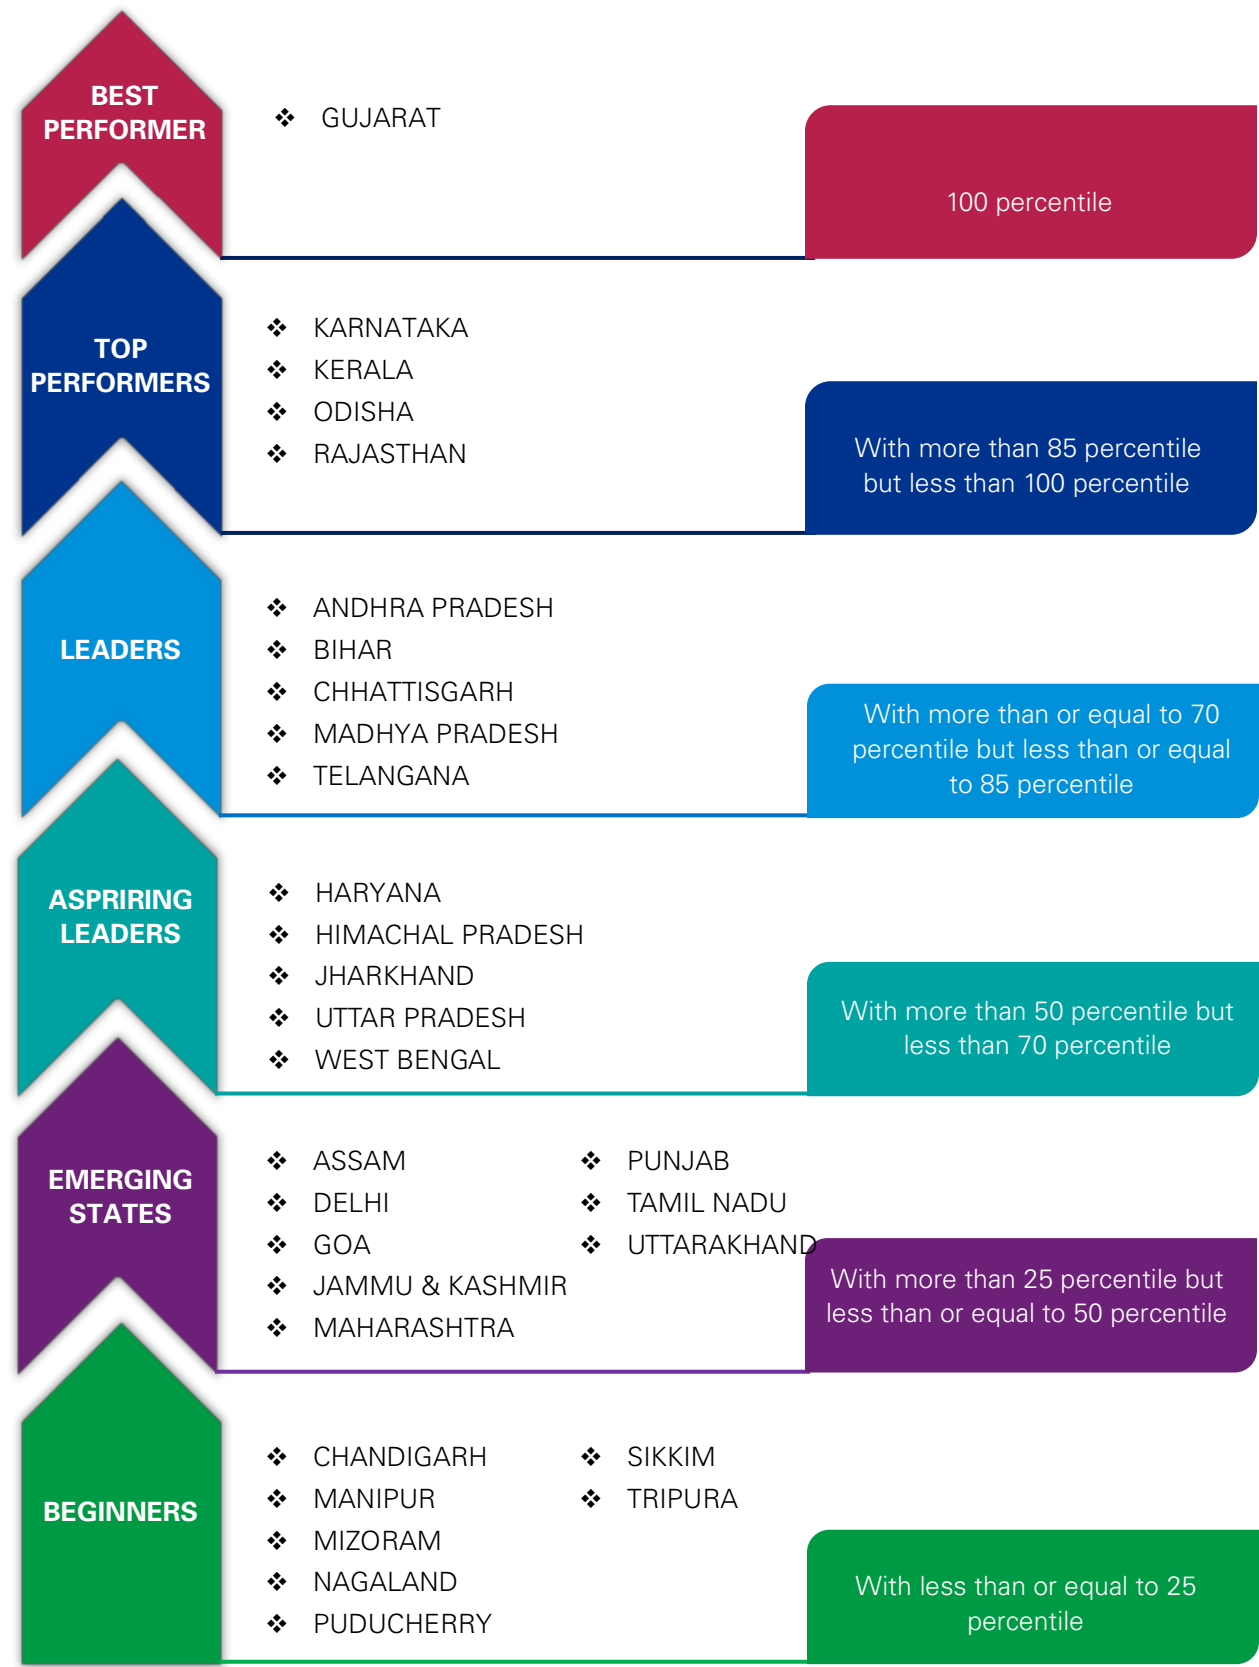 BEST
PERFORMER
❖ GUJARAT
100 percentile
TOP
PERFORMERS
❖ KARNATAKA
❖ KERALA
❖ ODISHA
❖ RAJASTHAN
With more than 85 percentile
but less than 100 percentile
LEADERS
❖ ANDHRA PRADESH
❖ BIHAR
❖ CHHATTISGARH
❖ MADHYA PRADESH
❖ TELANGANA
With more than or equal to 70
percentile but less than or equal
to 85 percentile
ASPRIRING
LEADERS
❖ HARYANA
❖ HIMACHAL PRADESH
❖ JHARKHAND
❖ UTTAR PRADESH
❖ WEST BENGAL
With more than 50 percentile but
less than 70 percentile
EMERGING
STATES
❖ ASSAM
❖ DELHI
❖ GOA
❖ JAMMU & KASHMIR
❖ MAHARASHTRA
❖ PUNJAB
❖ TAMIL NADU
❖ UTTARAKHAND
With more than 25 percentile but
less than or equal to 50 percentile
BEGINNERS
❖ CHANDIGARH
❖ MANIPUR
❖ MIZORAM
❖ NAGALAND
❖ PUDUCHERRY
❖ SIKKIM
❖ TRIPURA
With less than or equal to 25
percentile